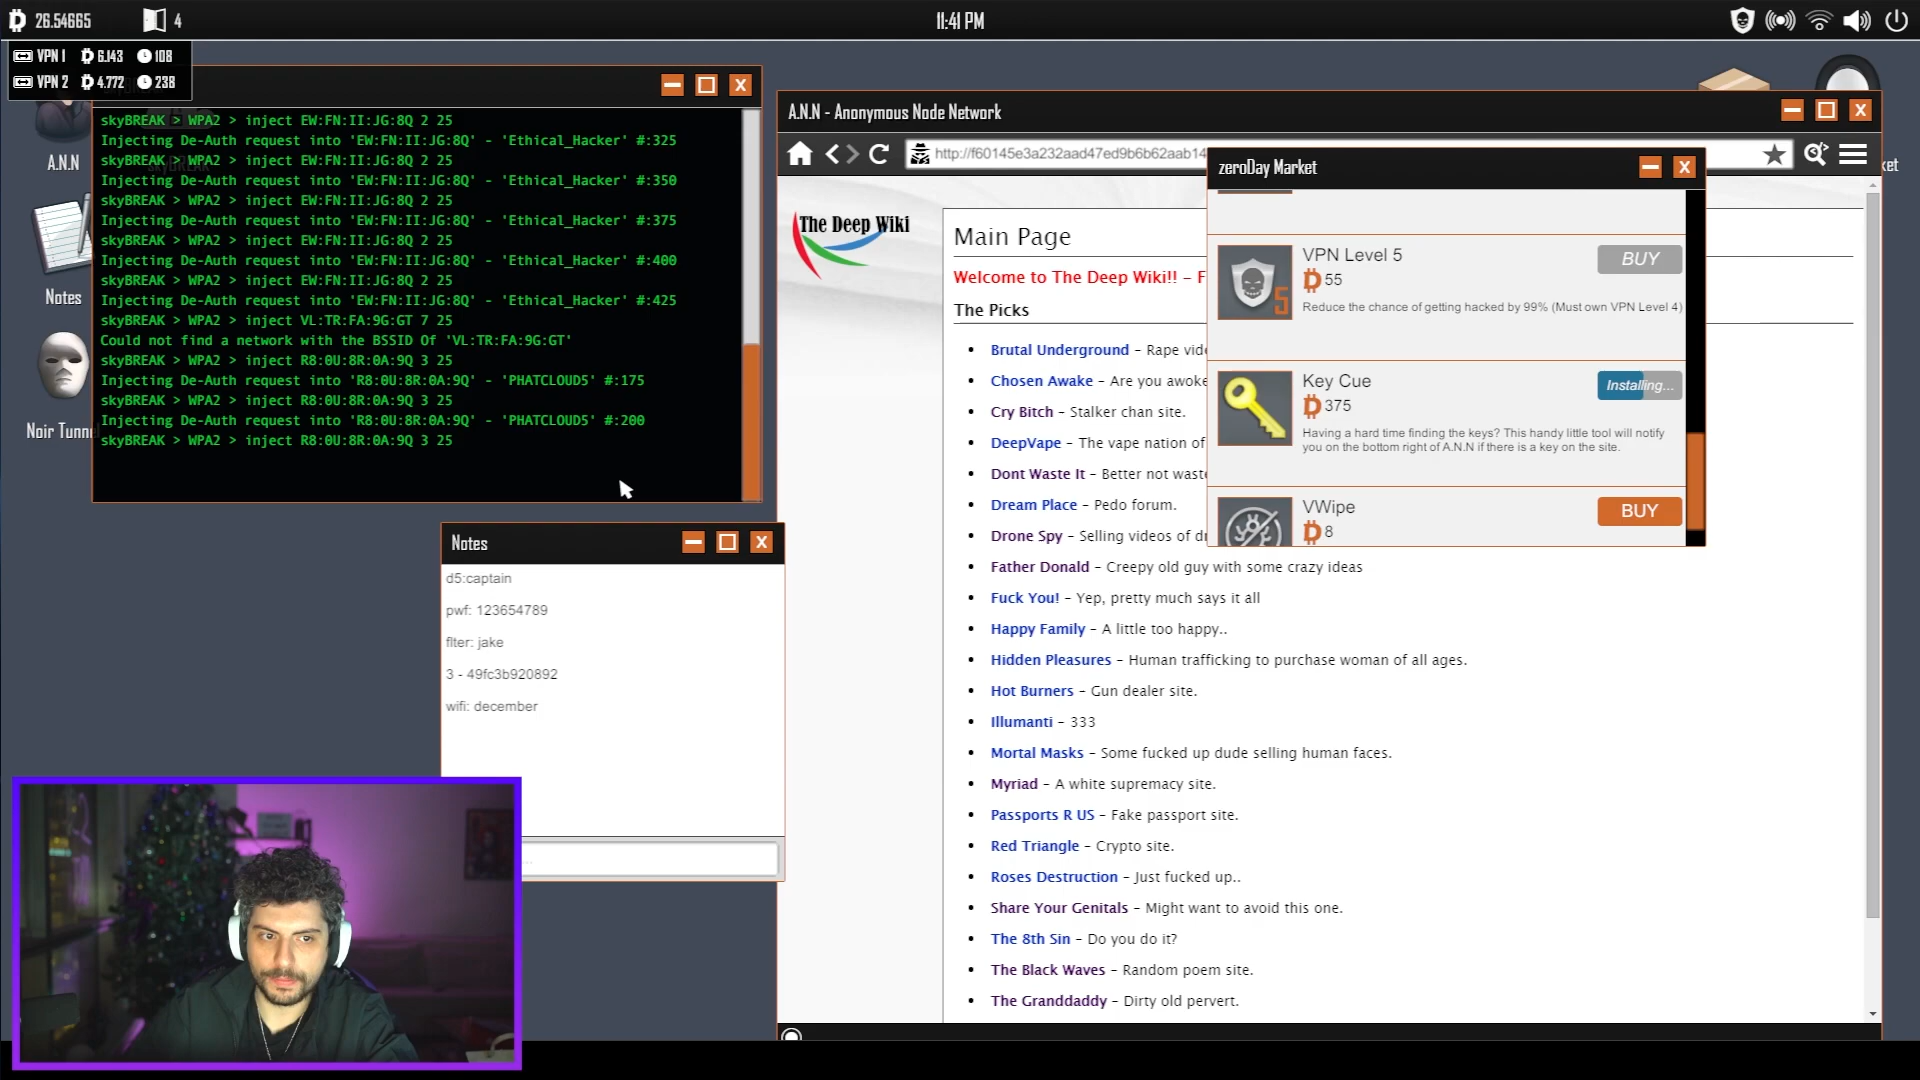 26.54665
4
11:41 PM
VPN 1 6.143 108
VPN 2 4.772 238
A.N.N
Notes
Noir Tunn
skyBREAK > WPA2 > inject EW:FN:II:JG:8Q 2 25
Injecting De-Auth request into 'EW:FN:II:JG:8Q' - 'Ethical_Hacker' #:325
skyBREAK > WPA2 > inject EW:FN:II:JG:8Q 2 25
Injecting De-Auth request into 'EW:FN:II:JG:8Q' - 'Ethical_Hacker' #:350
skyBREAK > WPA2 > inject EW:FN:II:JG:8Q 2 25
Injecting De-Auth request into 'EW:FN:II:JG:8Q' - 'Ethical_Hacker' #:375
skyBREAK > WPA2 > inject EW:FN:II:JG:8Q 2 25
Injecting De-Auth request into 'EW:FN:II:JG:8Q' - 'Ethical_Hacker' #:400
skyBREAK > WPA2 > inject EW:FN:II:JG:8Q 2 25
Injecting De-Auth request into 'EW:FN:II:JG:8Q' - 'Ethical_Hacker' #:425
skyBREAK > WPA2 > inject VL:TR:FA:9G:GT 7 25
Could not find a network with the BSSID Of 'VL:TR:FA:9G:GT'
skyBREAK > WPA2 > inject R8:0U:8R:0A:9Q 3 25
Injecting De-Auth request into 'R8:0U:8R:0A:9Q' - 'PHATCLOUD5' #:175
skyBREAK > WPA2 > inject R8:0U:8R:0A:9Q 3 25
Injecting De-Auth request into 'R8:0U:8R:0A:9Q' - 'PHATCLOUD5' #:200
skyBREAK > WPA2 > inject R8:0U:8R:0A:9Q 3 25
Notes
d5:captain
pwf: 123654789
flter: jake
3 - 49fc3b920892
wifi: december
A.N.N - Anonymous Node Network
http://f60145e3a232aad47ed9b6b62aab14
The Deep Wiki
Main Page
Welcome to The Deep Wiki!! - F
The Picks
Brutal Underground - Rape vide
Chosen Awake - Are you awoke
Cry Bitch - Stalker chan site.
DeepVape - The vape nation of
Dont Waste It - Better not waste
Dream Place - Pedo forum.
Drone Spy - Selling videos of dr
Father Donald - Creepy old guy with some crazy ideas
Fuck You! - Yep, pretty much says it all
Happy Family - A little too happy..
Hidden Pleasures - Human trafficking to purchase woman of all ages.
Hot Burners - Gun dealer site.
Illumanti - 333
Mortal Masks - Some fucked up dude selling human faces.
Myriad - A white supremacy site.
Passports R US - Fake passport site.
Red Triangle - Crypto site.
Roses Destruction - Just fucked up..
Share Your Genitals - Might want to avoid this one.
The 8th Sin - Do you do it?
The Black Waves - Random poem site.
The Granddaddy - Dirty old pervert.
zeroDay Market
VPN Level 5
BUY
55
Reduce the chance of getting hacked by 99% (Must own VPN Level 4)
5
Key Cue
Installing...
375
Having a hard time finding the keys? This handy little tool will notify
you on the bottom right of A.N.N if there is a key on the site.
VWipe
BUY
8
ket